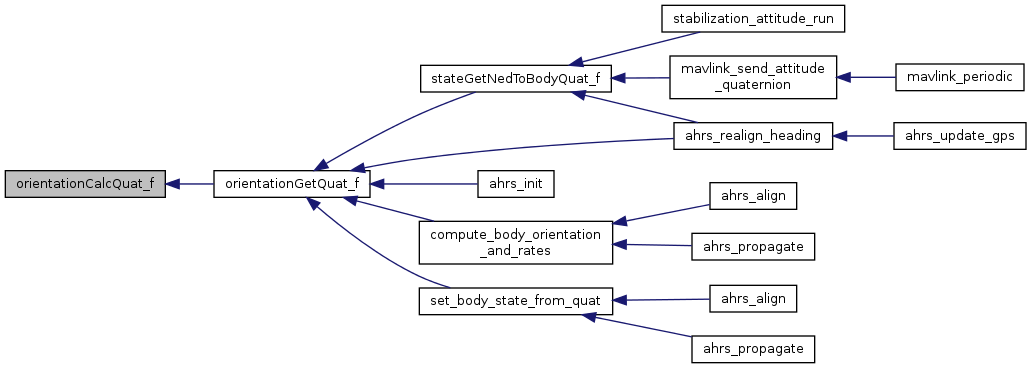 stabilization_attitude_run
stateGetNedToBodyQuat_f
mavlink_send_attitude
_quaternion
mavlink_periodic
ahrs_realign_heading
ahrs_update_gps
orientationCalcQuat_f
orientationGetQuat_f
ahrs_init
ahrs_align
compute_body_orientation
_and_rates
ahrs_propagate
set_body_state_from_quat
ahrs_align
ahrs_propagate